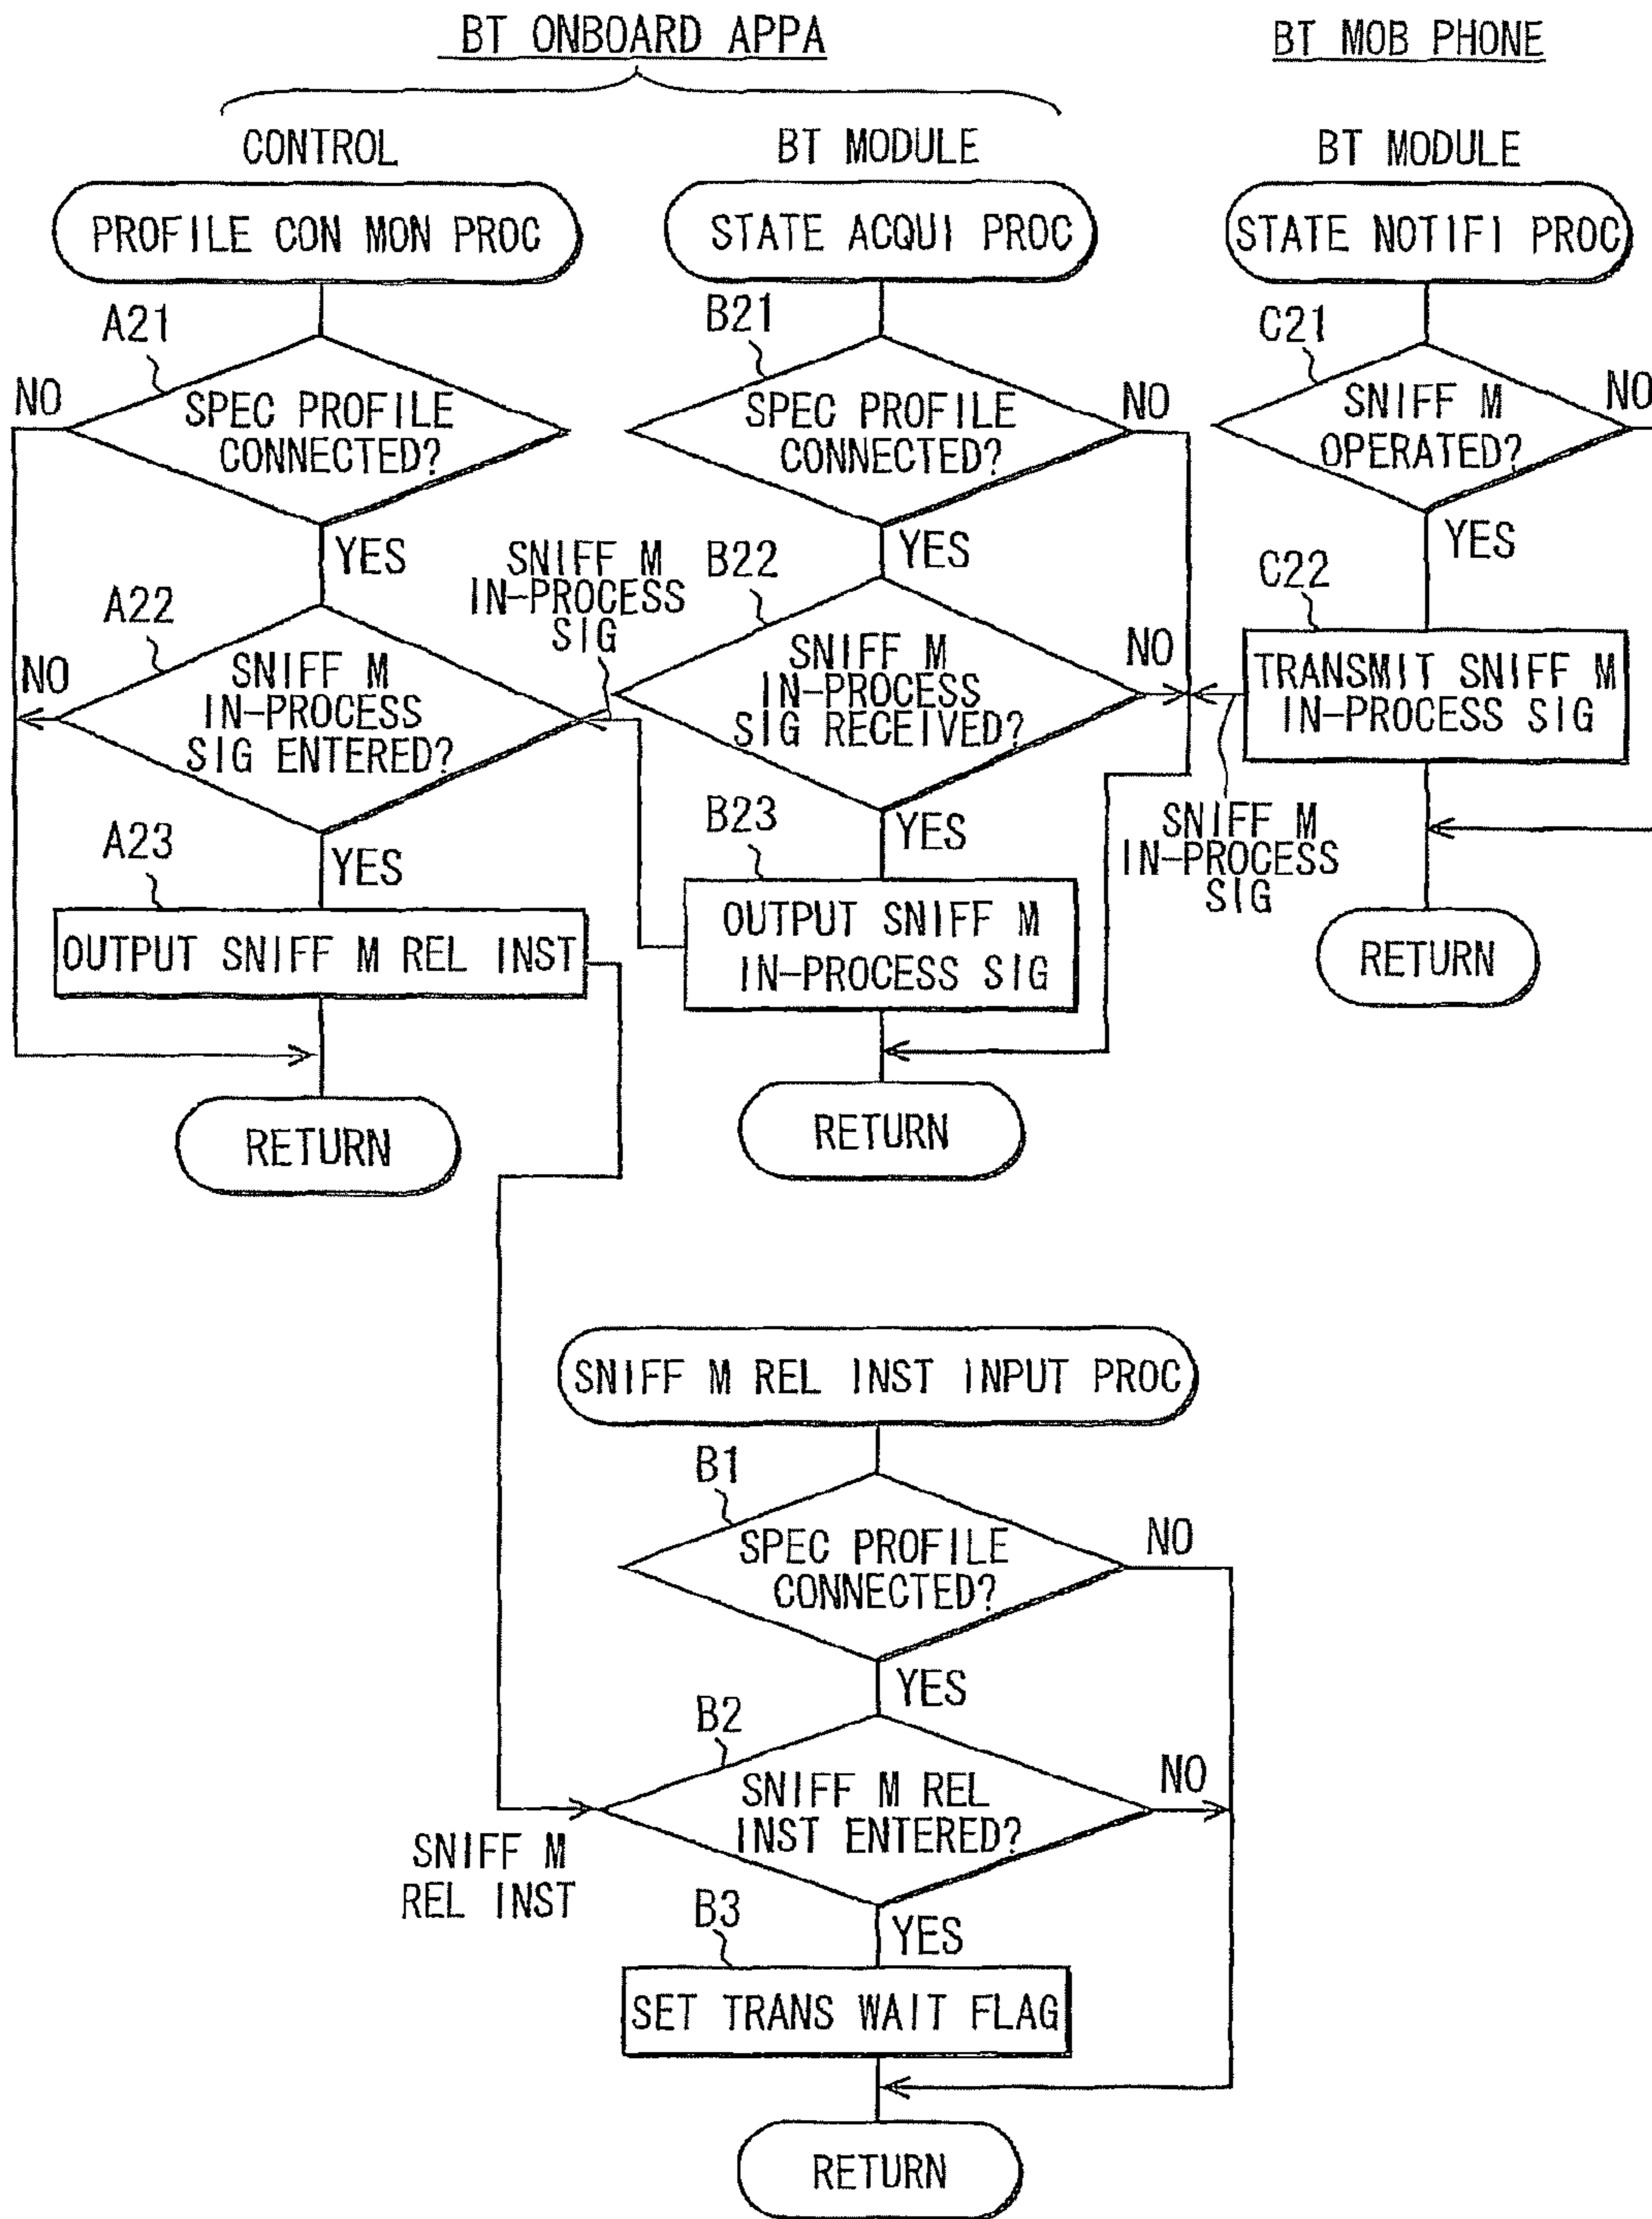 BT ONBOARD APPA
BT MOB PHONE
CONTROL
BT MODULE
BT MODULE
PROFILE CON MON PROC
STATE ACQUI PROC
STATE NOTIFI PROC
A21
B21
C21
NO
SPEC PROFILE
CONNECTED?
SPEC PROFILE
CONNECTED?
NO
SNIFF M
OPERATED?
NO
YES
SNIFF M
IN-PROCESS
SIG
YES
YES
A22
B22
C22
NO
SNIFF M
IN-PROCESS
SIG ENTERED?
SNIFF M
IN-PROCESS
SIG RECEIVED?
NO
TRANSMIT SNIFF M
IN-PROCESS SIG
SNIFF M
IN-PROCESS
SIG
A23
YES
B23
YES
OUTPUT SNIFF M REL INST
OUTPUT SNIFF M
IN-PROCESS SIG
RETURN
RETURN
RETURN
SNIFF M REL INST INPUT PROC
B1
SPEC PROFILE
CONNECTED?
NO
YES
B2
SNIFF M REL
INST ENTERED?
NO
SNIFF M
REL INST
B3
YES
SET TRANS WAIT FLAG
RETURN